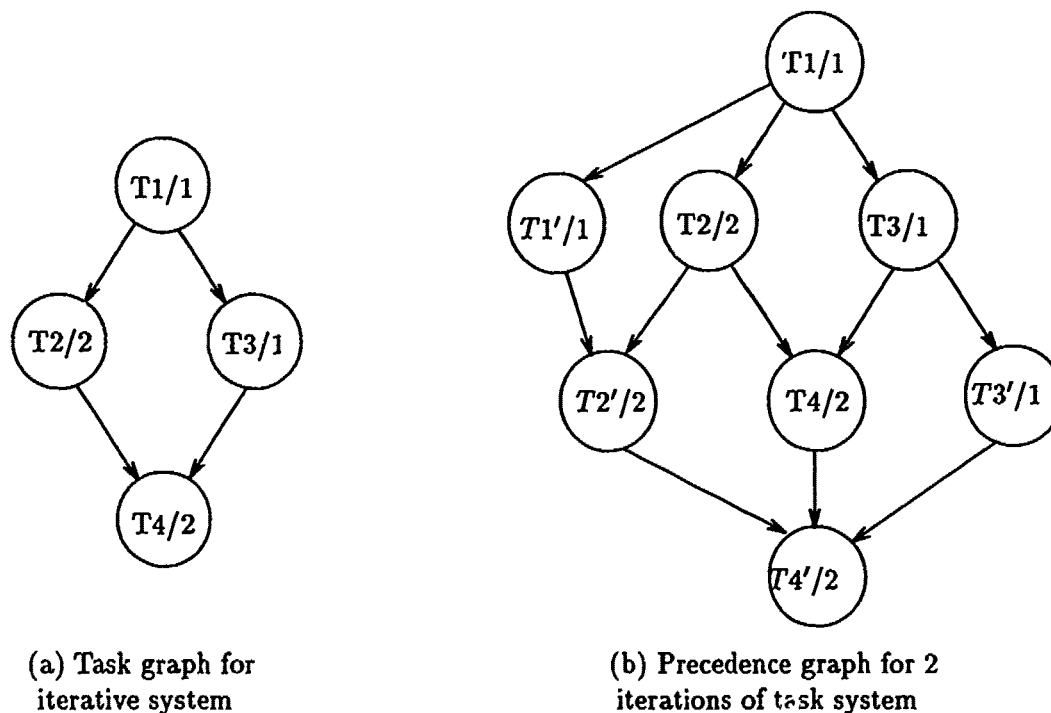 T1/1
T1/1
T1'/1
T2/2
T3/1
T2/2
T3/1
T2'/2
T4/2
T3'/1
T4/2
T4'/2
(a) Task graph for
iterative system
(b) Precedence graph for 2
iterations of task system